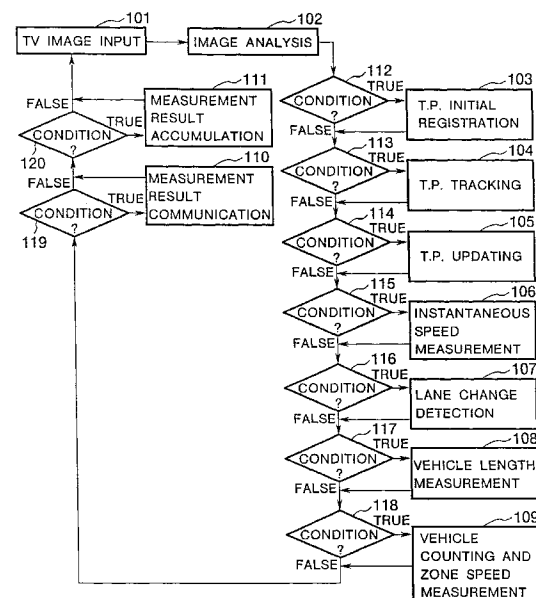 101
102
TV IMAGE INPUT
IMAGE ANALYSIS
112
CONDITION
?
TRUE
FALSE
103
T.P. INITIAL
REGISTRATION
113
CONDITION
?
TRUE
FALSE
104
T.P. TRACKING
114
CONDITION
?
TRUE
FALSE
105
T.P. UPDATING
115
CONDITION
?
TRUE
FALSE
106
INSTANTANEOUS
SPEED
MEASUREMENT
116
CONDITION
?
TRUE
FALSE
107
LANE CHANGE
DETECTION
117
CONDITION
?
TRUE
FALSE
108
VEHICLE LENGTH
MEASUREMENT
118
CONDITION
?
TRUE
FALSE
109
VEHICLE
COUNTING AND
ZONE SPEED
MEASUREMENT
111
FALSE
TRUE
MEASUREMENT
RESULT
ACCUMULATION
CONDITION
?
120
110
FALSE
TRUE
MEASUREMENT
RESULT
COMMUNICATION
CONDITION
?
119